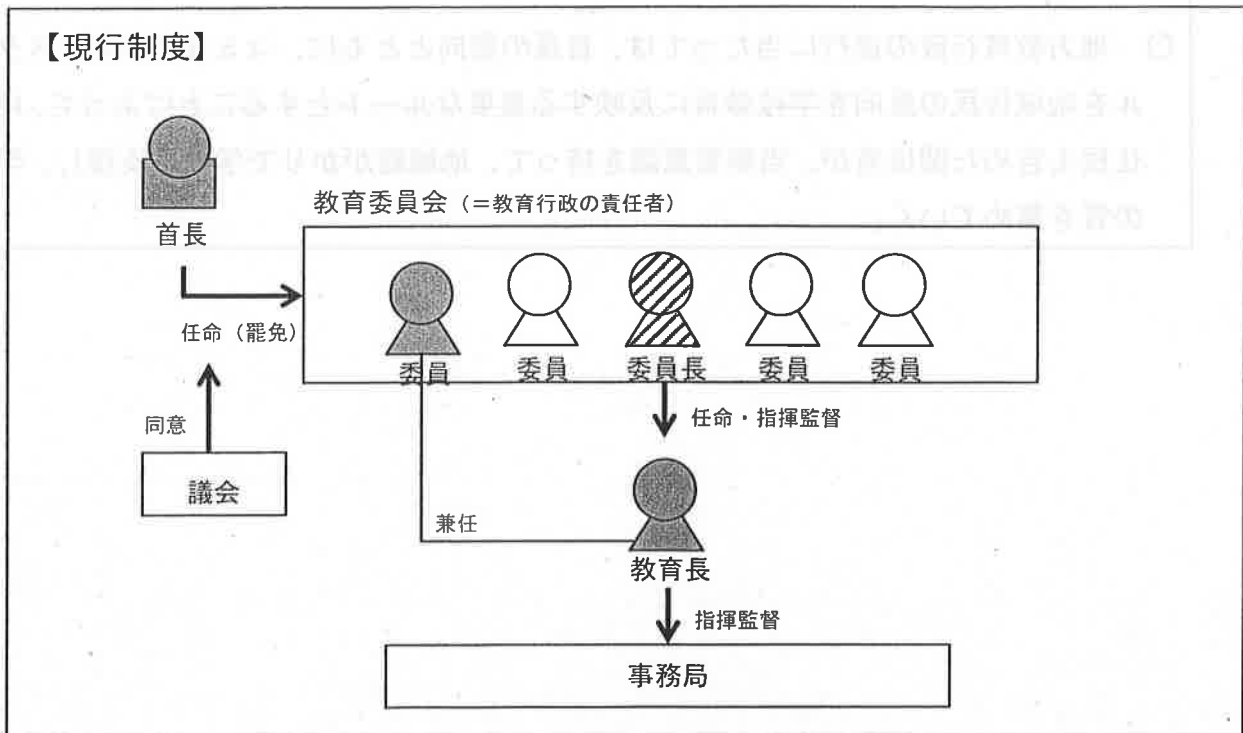 【現行制度】
首長
教育委員会（＝教育行政の責任者）
任命（罷免）
委員
委員
委員長
委員
委員
同意
議会
任命・指揮監督
兼任
教育長
指揮監督
事務局